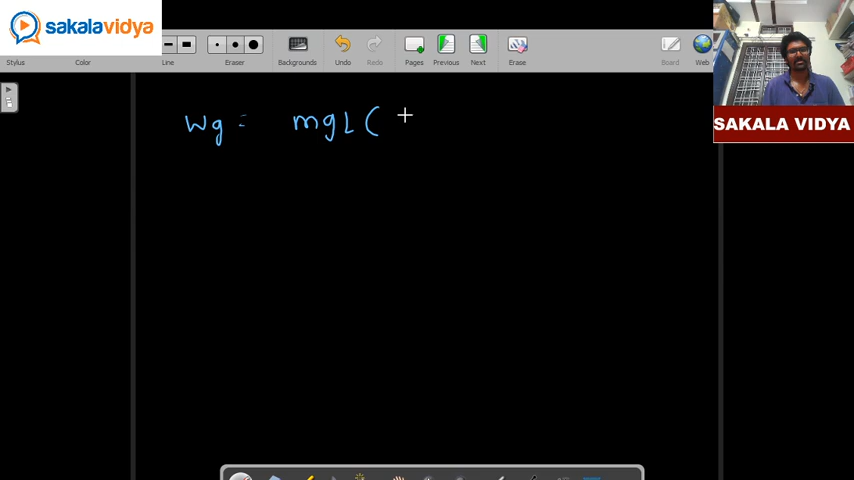 sakalavidya
Stylus Color Line Eraser Backgrounds Undo Redo Pages Previous Next Erase Board Web
SAKALA VIDYA
Wg = mgL (